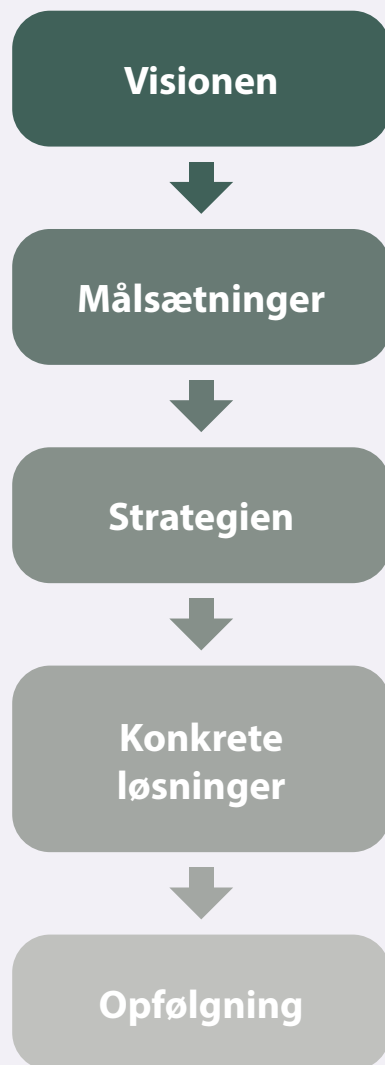 Visionen
Målsætninger
Strategien
Konkrete
løsninger
Opfølgning